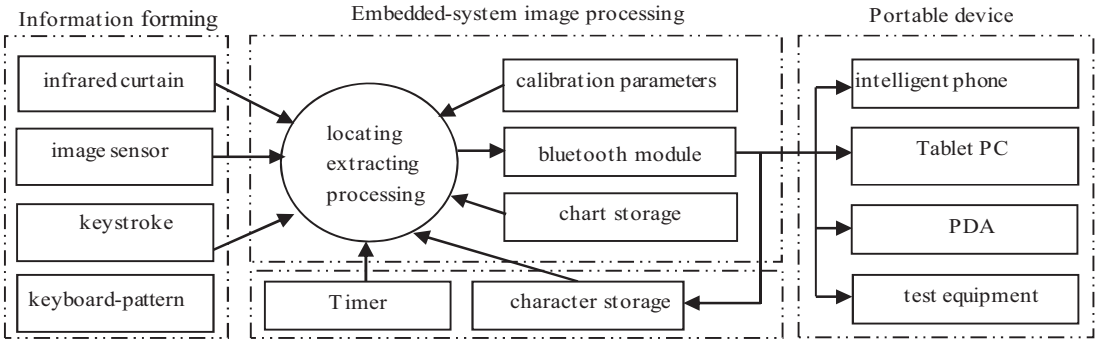 Information forming
Embedded-system image processing
Portable device
infrared curtain
image sensor
keystroke
keyboard-pattern
locating
extracting
processing
calibration parameters
bluetooth module
chart storage
Timer
character storage
intelligent phone
Tablet PC
PDA
test equipment